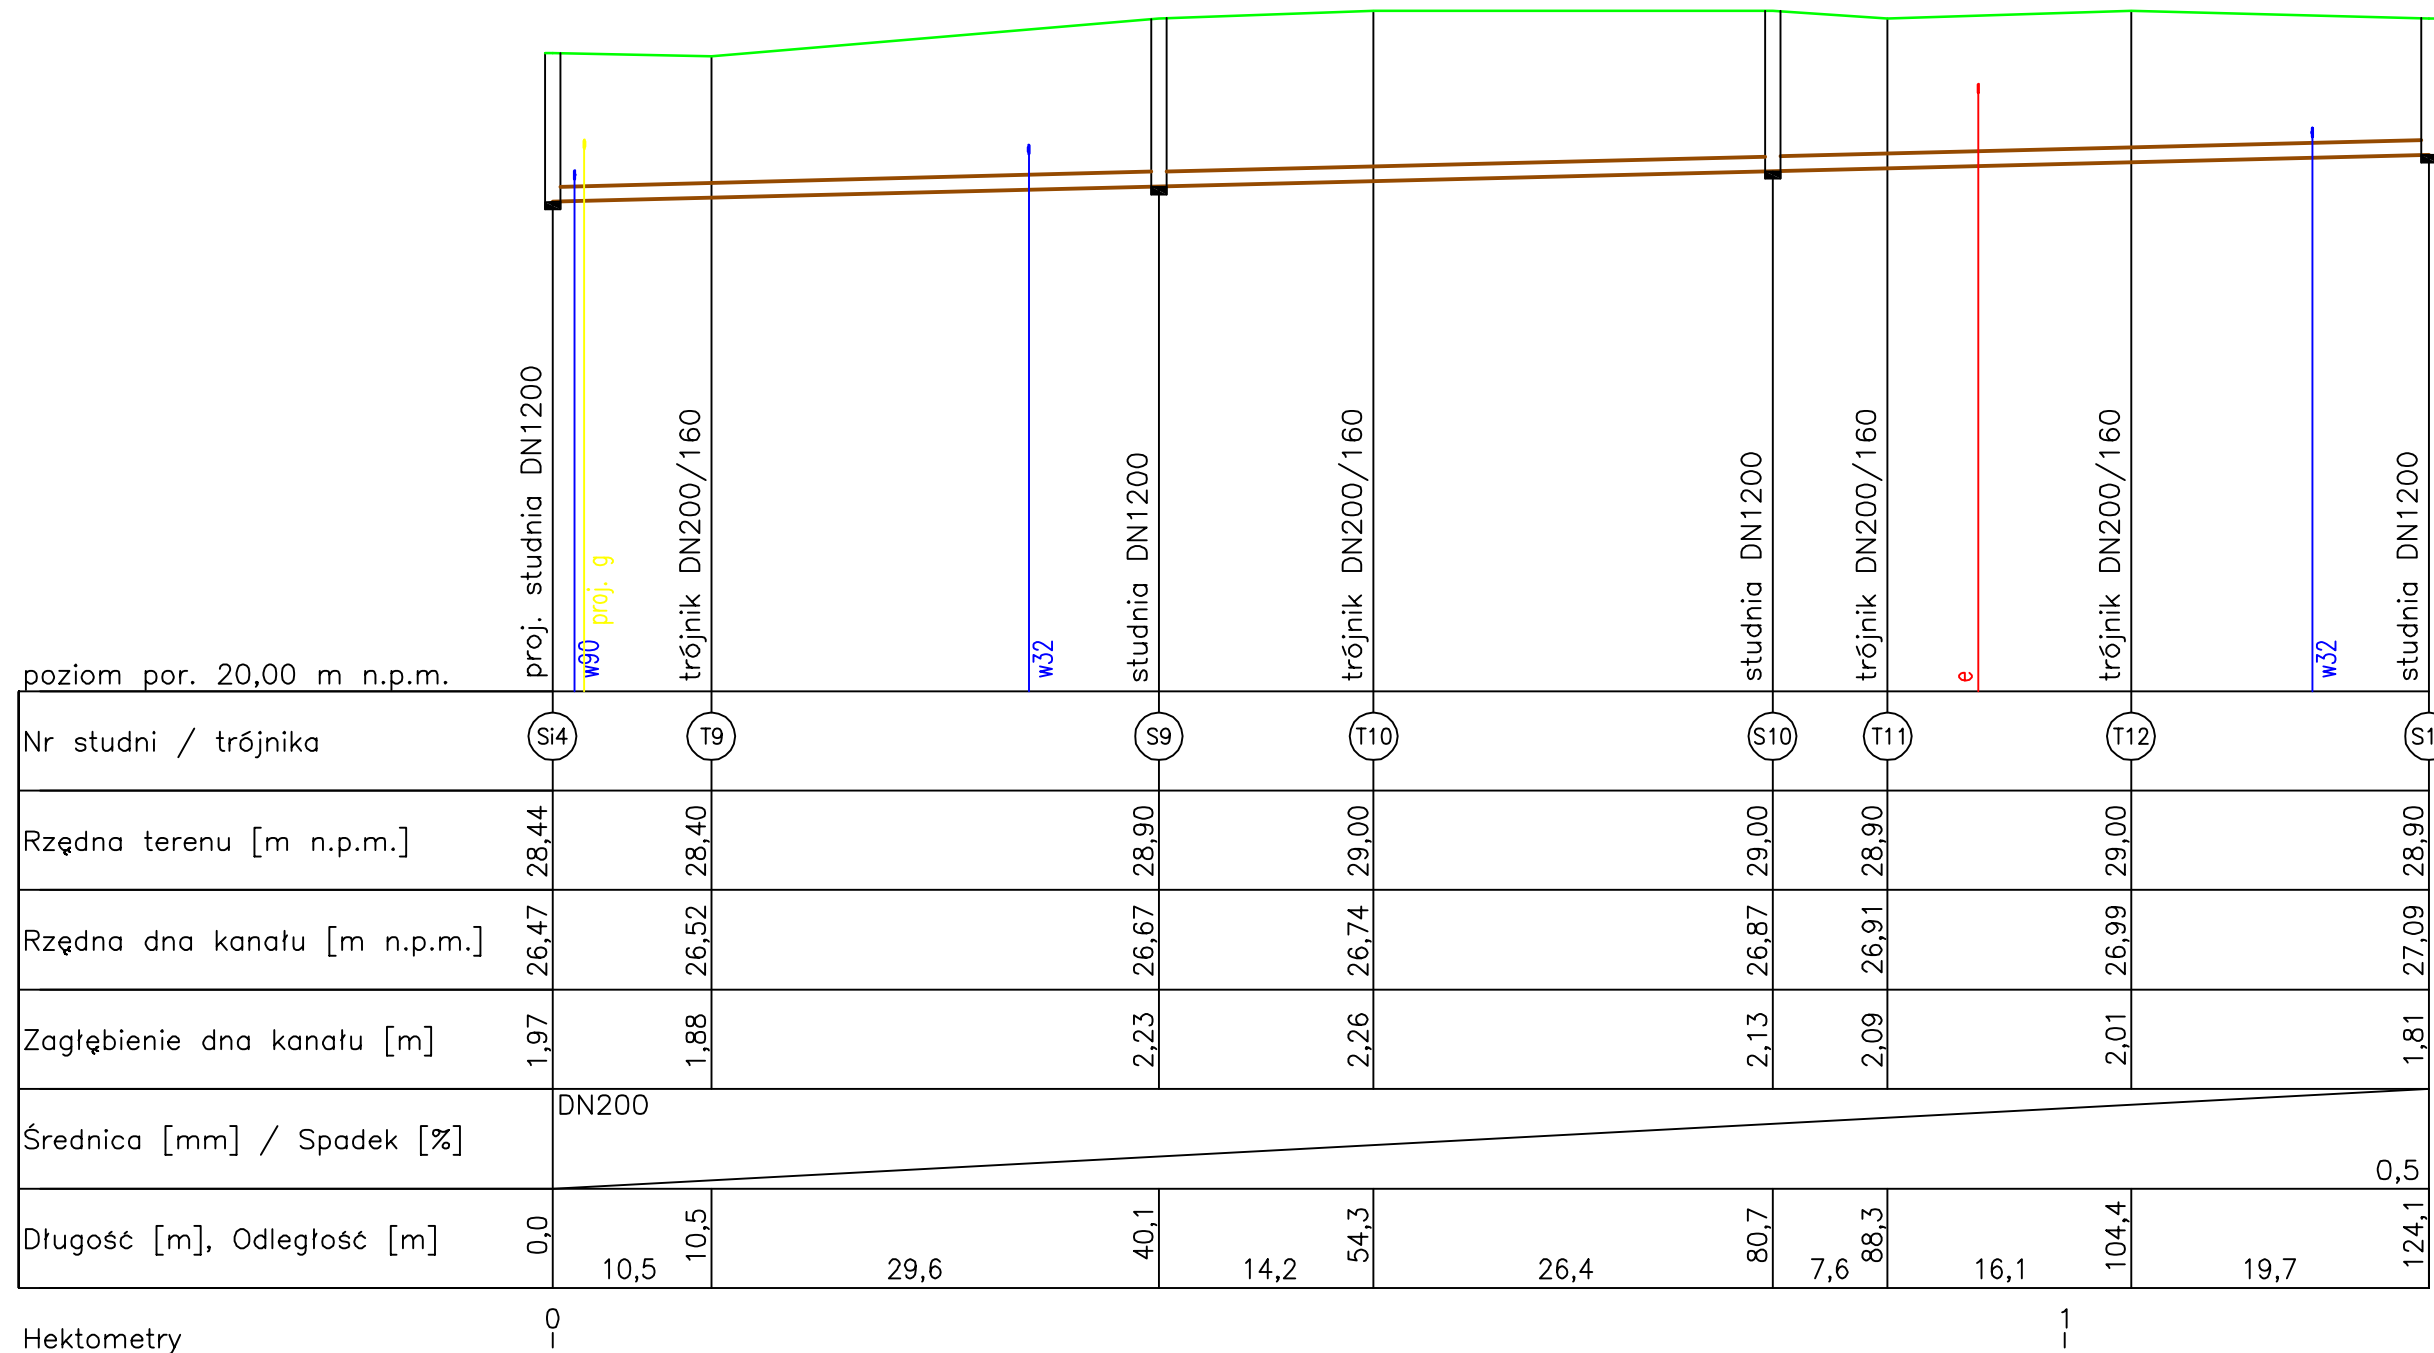 proj. studnia DN1200
w90
proj. g
trójnik DN200/160
w32
studnia DN1200
trójnik DN200/160
studnia DN1200
trójnik DN200/160
e
trójnik DN200/160
w32
studnia DN1200
poziom por. 20,00 m n.p.m.
Nr studni / trójnika Si4 T9 S9 T10 S10 T11 T12 S1
Rzędna terenu [m n.p.m.] 28,44 28,40 28,90 29,00 29,00 28,90 29,00 28,90
Rzędna dna kanału [m n.p.m.] 26,47 26,52 26,67 26,74 26,87 26,91 26,99 27,09
Zagłębienie dna kanału [m] 1,97 1,88 2,23 2,26 2,13 2,09 2,01 1,81
DN200
Średnica [mm] / Spadek [%]
0,5
Długość [m], Odległość [m] 0,0 10,5 40,1 54,3 80,7 88,3 104,4 124,1
10,5 29,6 14,2 26,4 7,6 16,1 19,7
Hektometry 0 1